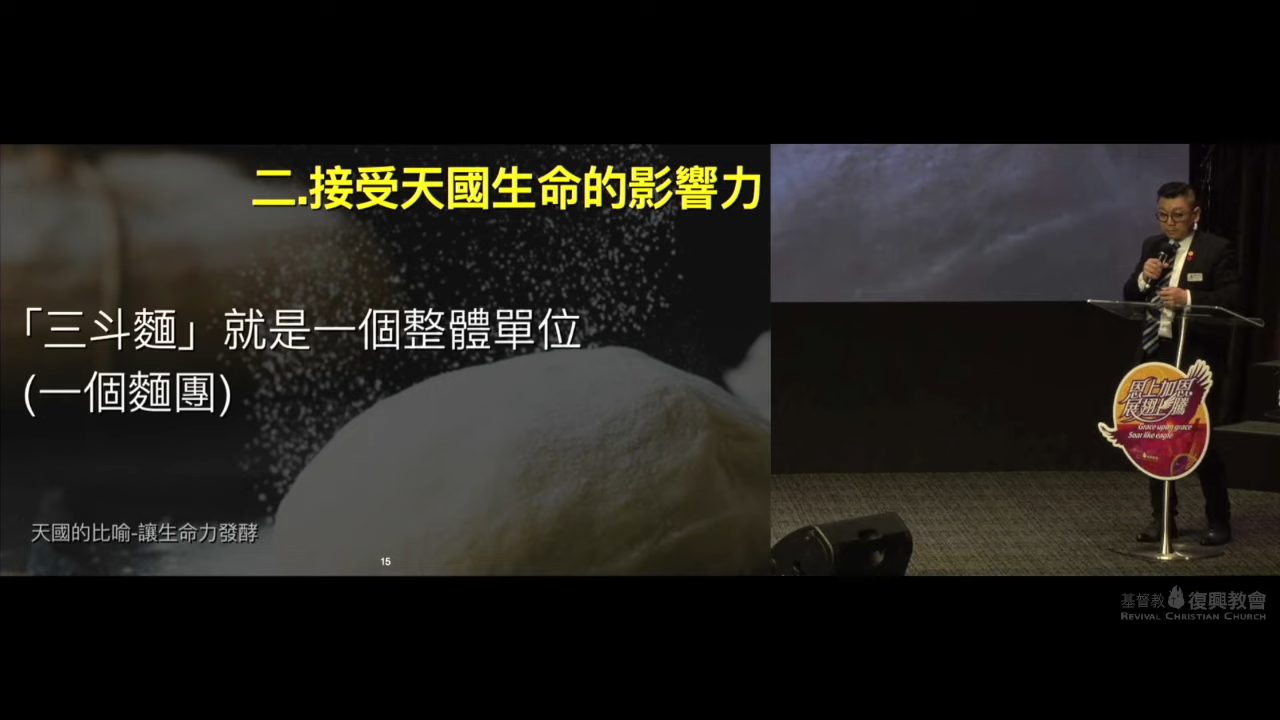 二.接受天國生命的影響力
「三斗麵」就是一個整體單位
(一個麵團)
天國的比喻-讓生命力發酵
15
恩上加恩
展翅上騰
Grace upon grace
Soar like eagle
基督教 復興教會
REVIVAL CHRISTIAN CHURCH